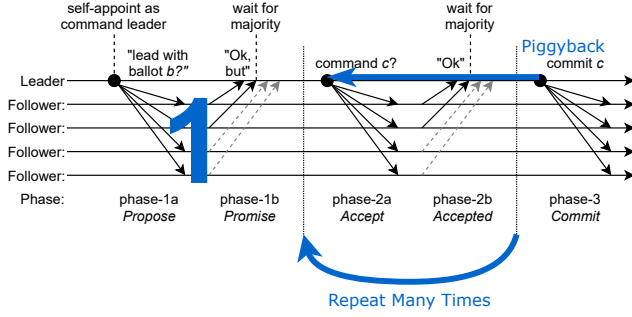 self-appoint as
command leader
wait for
majority
wait for
majority
"lead with
ballot b?"
"Ok,
but"
command c?
"Ok"
Piggyback
commit c
Leader
Follower:
Follower:
Follower:
Follower:
1
Phase:
phase-1a
Propose
phase-1b
Promise
phase-2a
Accept
phase-2b
Accepted
phase-3
Commit
Repeat Many Times